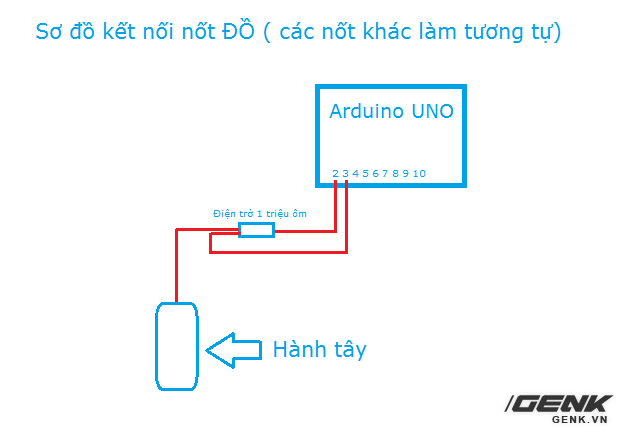 Sơ đồ kết nối nốt ĐỒ ( các nốt khác làm tương tự)
Arduino UNO
2 3 4 5 6 7 8 9 10
Điện trở 1 triệu ôm
Hành tây
GENK
GENK.VN